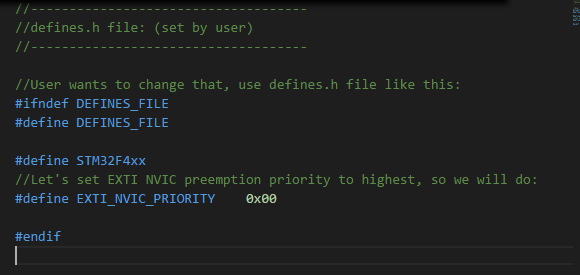 //-----------------------------------
//defines.h file: (set by user)
//-----------------------------------
//User wants to change that, use defines.h file like this:
#ifndef DEFINES_FILE
#define DEFINES_FILE
#define STM32F4xx
//Let's set EXTI NVIC preemption priority to highest, so we will do:
#define EXTI_NVIC_PRIORITY    0x00
#endif